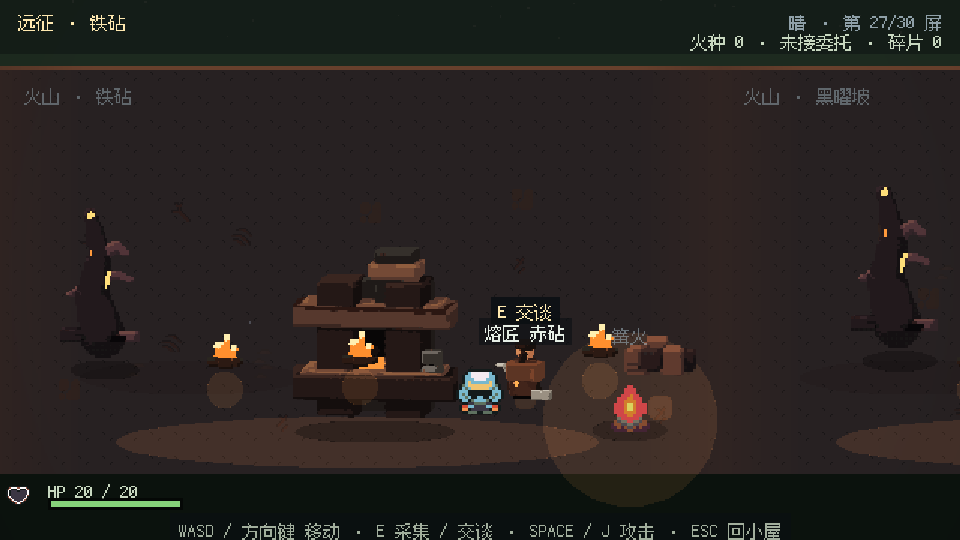 远征 · 铁砧
晴 · 第 27/30 屏
火种 0 · 未接委托 · 碎片 0
火山 · 铁砧
火山 · 黑曜坡
E 交谈
熔匠 赤砧
篝火
HP 20 / 20
WASD / 方向键 移动 · E 采集 / 交谈 · SPACE / J 攻击 · ESC 回小屋